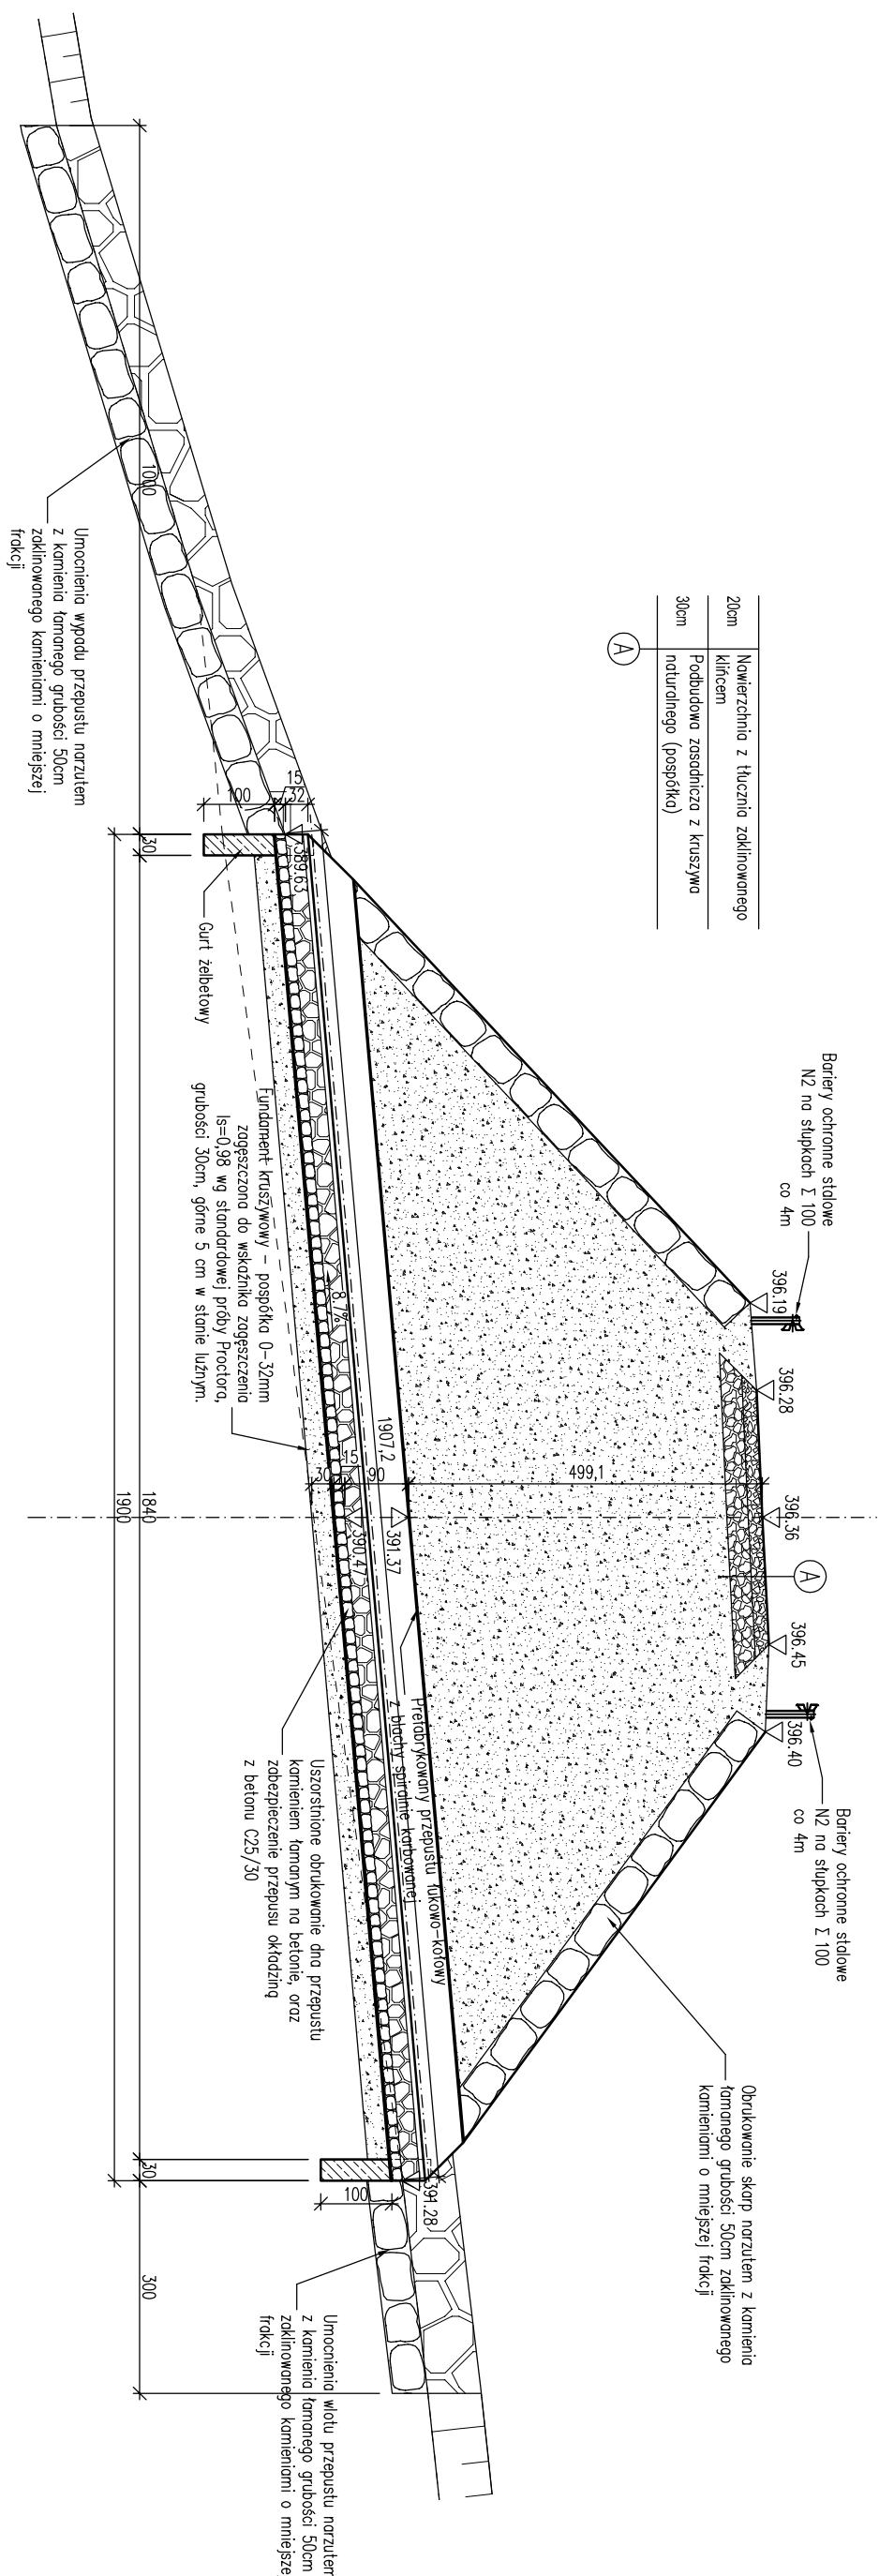 20cm
Nawierzchnia z tłucznia zaklinowanego
klińcem
30cm
Podbudowa zasadnicza z kruszywa
naturalnego (pospółka)
A
Bariery ochronne stalowe
N2 na słupkach Σ 100
co 4m
Bariery ochronne stalowe
N2 na słupkach Σ 100
co 4m
396.19
396.28
396.36
396.45
396.40
A
Obrukowanie skarp narzutem z kamienia
łamanego grubości 50cm zaklinowanego
kamieniami o mniejszej frakcji
499,1
391.37
1907,2
90
15
30
390.47
8.7%
Prefabrykowany przepustu łukowo-kołowy
z blachy spiralnie karbowanej
389.63
391.28
15
32
100
100
Gurt żelbetowy
Fundament kruszywowy – pospółka 0-32mm
zagęszczona do wskaźnika zagęszczenia
Is=0,98 wg standardowej próby Proctora,
grubości 30cm, górne 5 cm w stanie luźnym.
Uszorstnione obrukowanie dna przepustu
kamieniem łamanym na betonie, oraz
zabezpieczenie przepusu okładziną
z betonu C25/30
Umocnienia wypadu przepustu narzutem
z kamienia łamanego grubości 50cm
zaklinowanego kamieniami o mniejszej
frakcji
Umocnienia wlotu przepustu narzutem
z kamienia łamanego grubości 50cm
zaklinowanego kamieniami o mniejszej
frakcji
1000
30
1840
30
300
1900